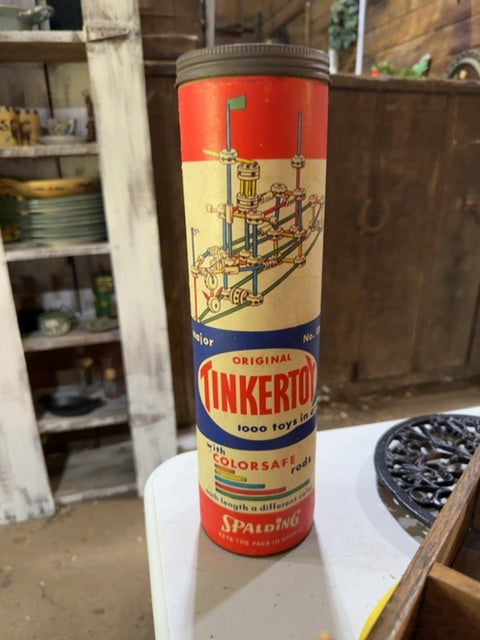 major No.
ORIGINAL
TINKERTOY
1000 toys in
with
COLORSAFE
rods
each length a different color
SPALDING
SETS THE PACE IN SPORTS